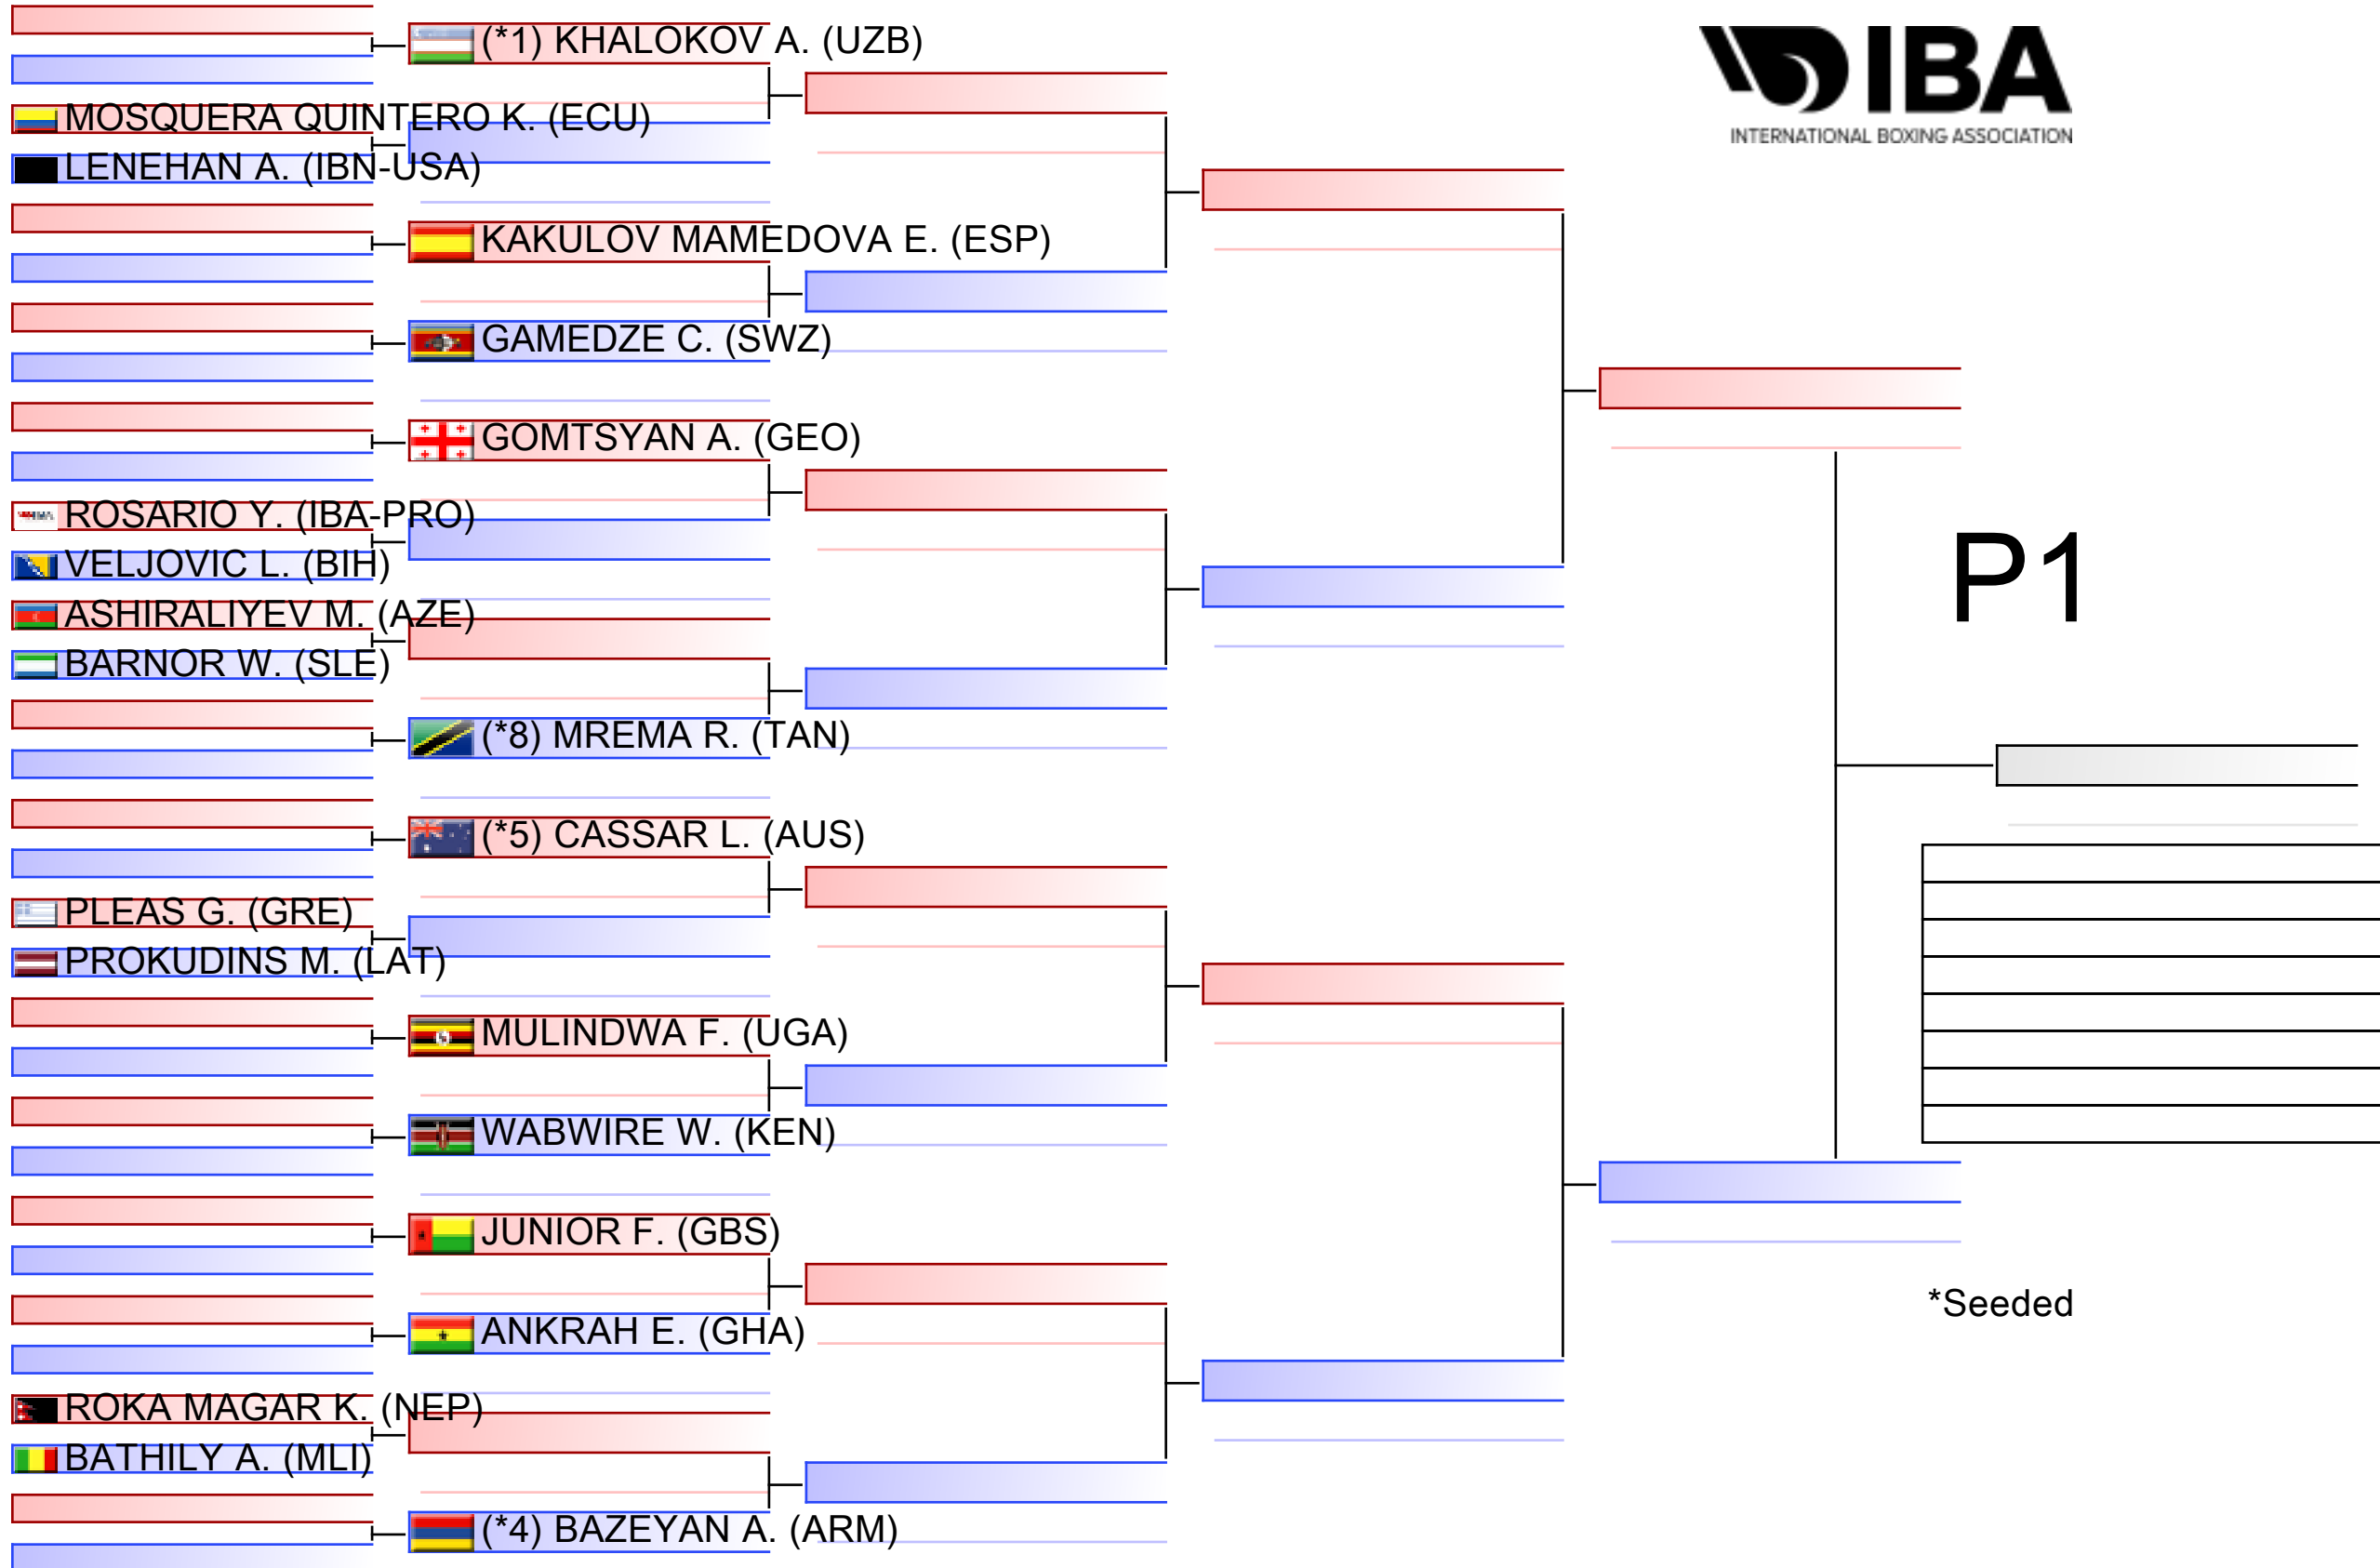 (*1) KHALOKOV A. (UZB)
MOSQUERA QUINTERO K. (ECU)
LENEHAN A. (IBN-USA)
KAKULOV MAMEDOVA E. (ESP)
GAMEDZE C. (SWZ)
GOMTSYAN A. (GEO)
ROSARIO Y. (IBA-PRO)
VELJOVIC L. (BIH)
ASHIRALIYEV M. (AZE)
BARNOR W. (SLE)
(*8) MREMA R. (TAN)
(*5) CASSAR L. (AUS)
PLEAS G. (GRE)
PROKUDINS M. (LAT)
MULINDWA F. (UGA)
WABWIRE W. (KEN)
JUNIOR F. (GBS)
ANKRAH E. (GHA)
ROKA MAGAR K. (NEP)
BATHILY A. (MLI)
(*4) BAZEYAN A. (ARM)
IBA
INTERNATIONAL BOXING ASSOCIATION
P1
*Seeded